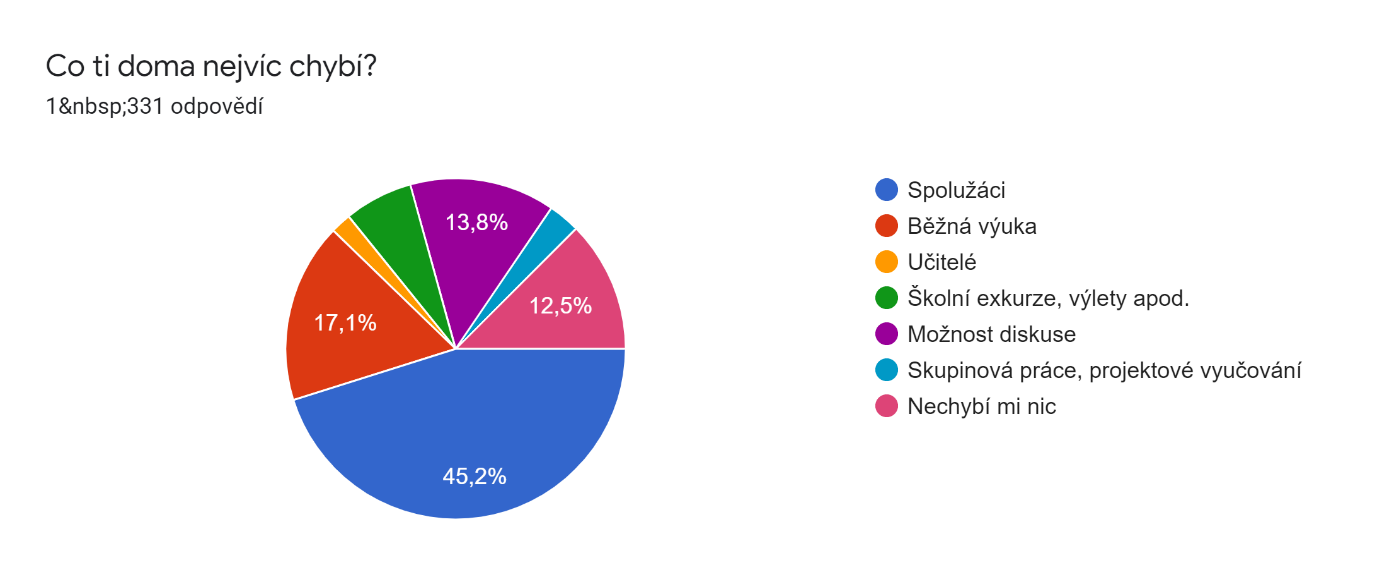 Co ti doma nejvíc chybí?
1&nbsp;331 odpovědí
13,8%
17,1%
12,5%
45,2%
Spolužáci
Běžná výuka
Učitelé
Školní exkurze, výlety apod.
Možnost diskuse
Skupinová práce, projektové vyučování
Nechybí mi nic